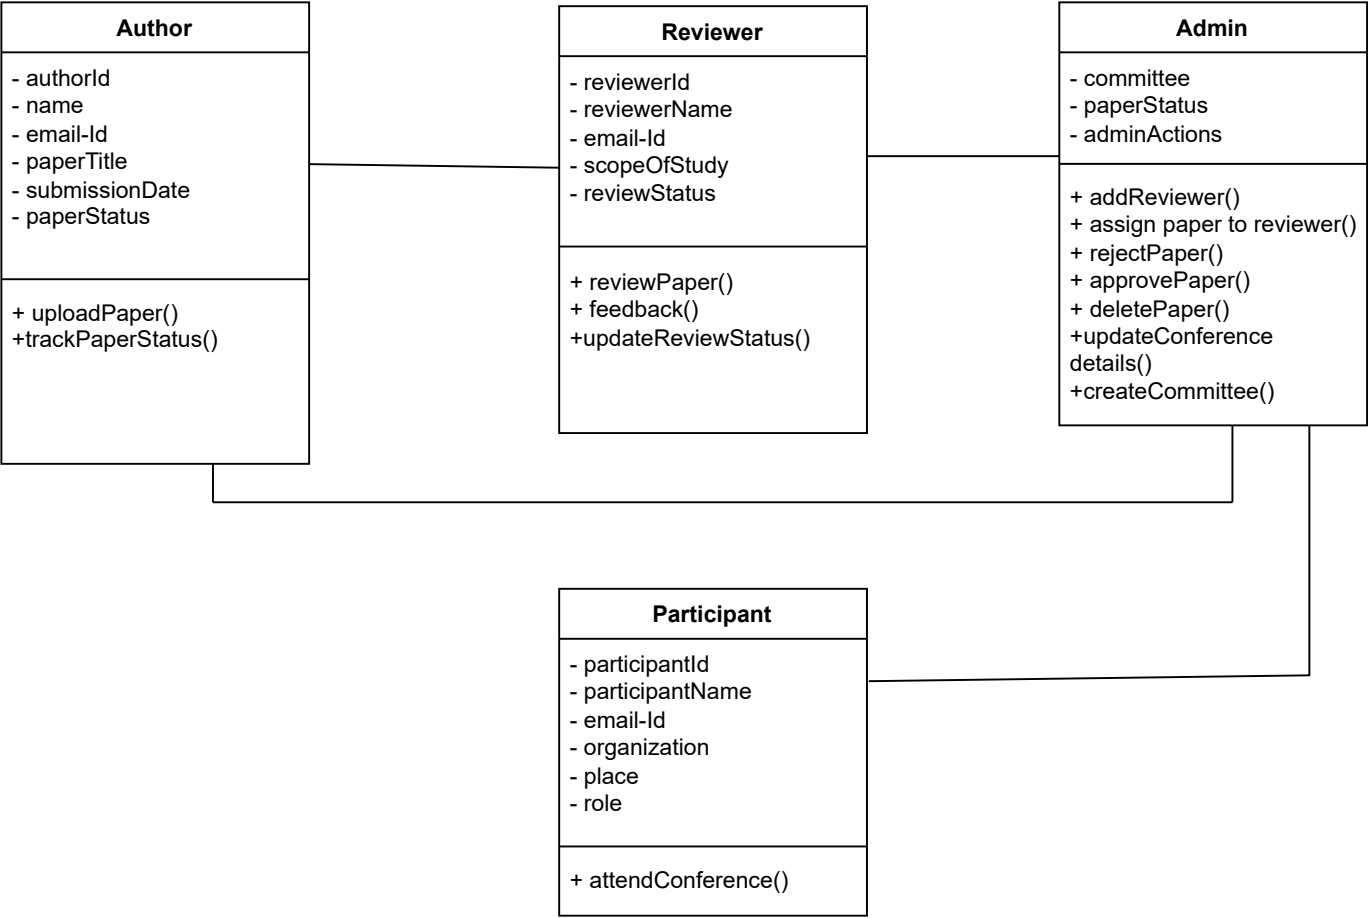 Author
- authorId
- name
- email-Id
- paperTitle
- submissionDate
- paperStatus
+ uploadPaper()
+trackPaperStatus()
Reviewer
- reviewerId
- reviewerName
- email-Id
- scopeOfStudy
- reviewStatus
+ reviewPaper()
+ feedback()
+updateReviewStatus()
Admin
- committee
- paperStatus
- adminActions
+ addReviewer()
+ assign paper to reviewer()
+ rejectPaper()
+ approvePaper()
+ deletePaper()
+updateConference
details()
+createCommittee()
Participant
- participantId
- participantName
- email-Id
- organization
- place
- role
+ attendConference()